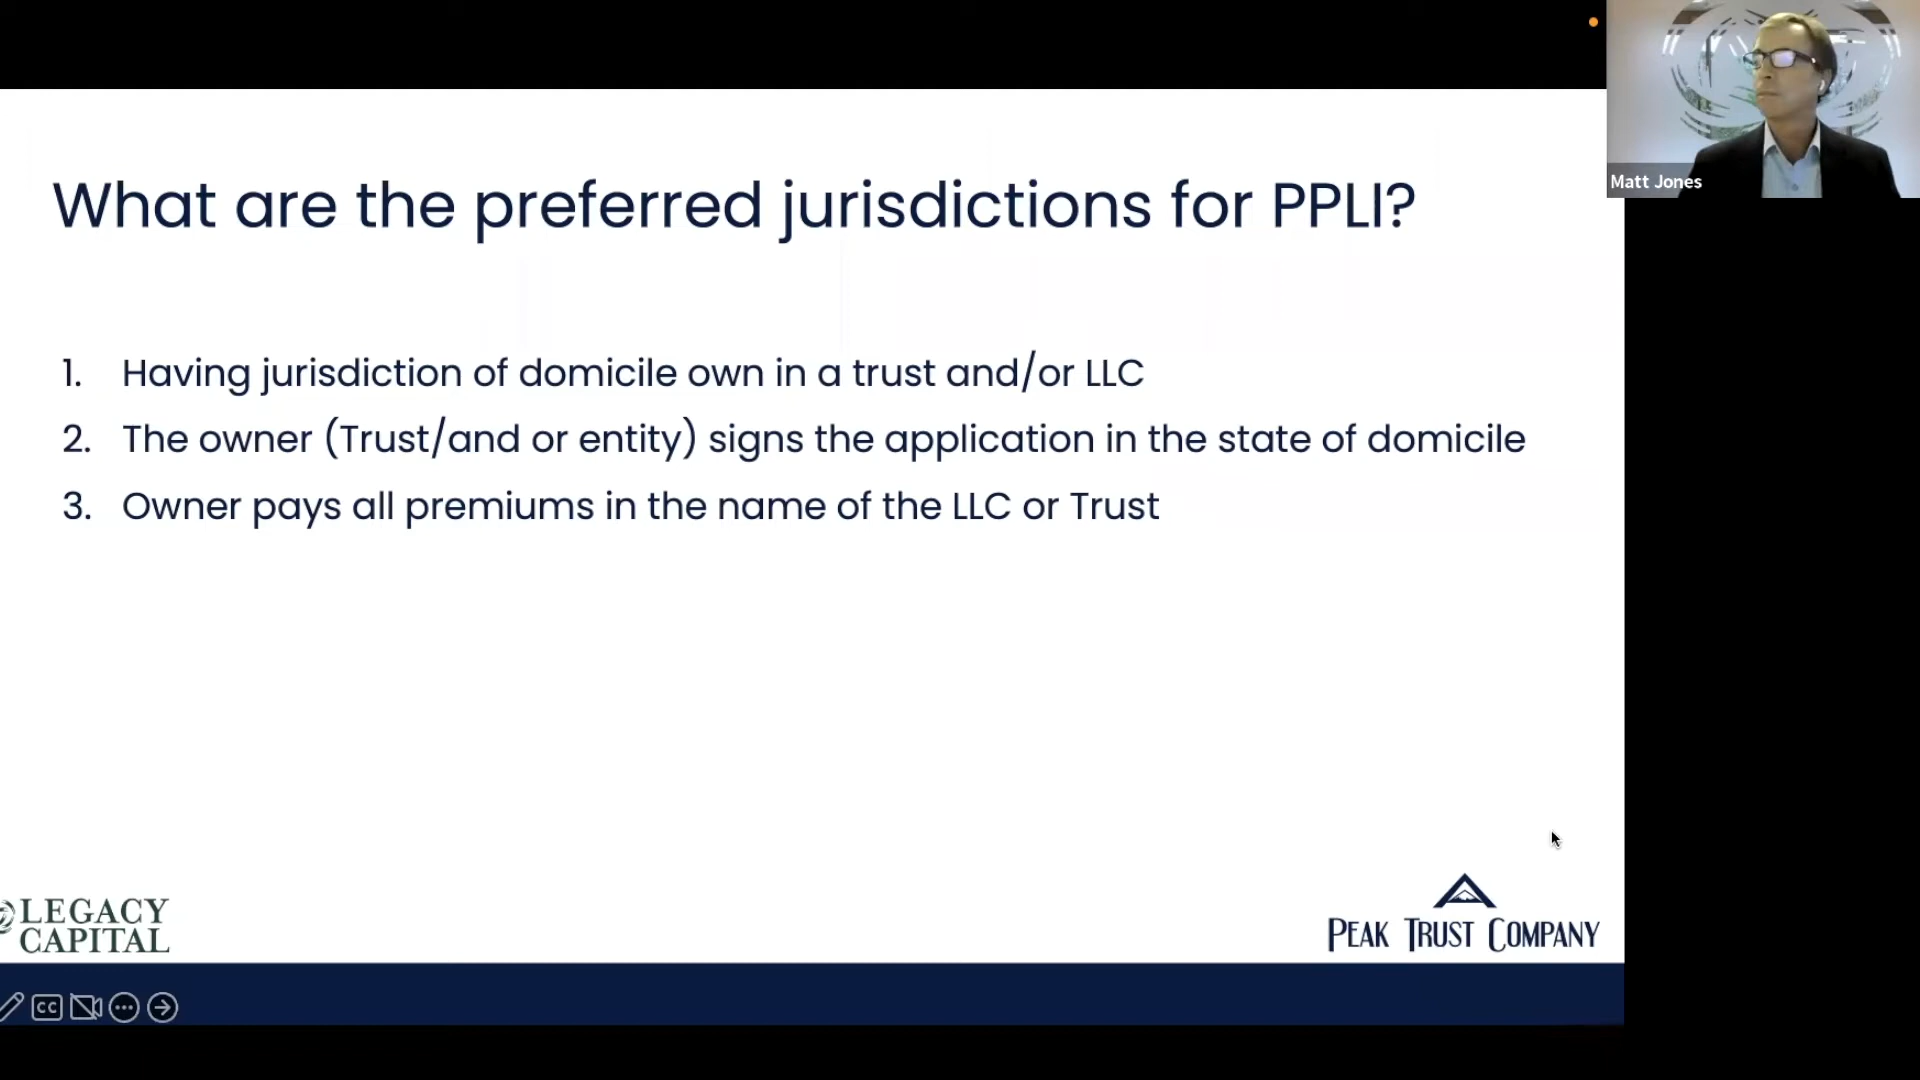 Matt Jones
What are the preferred jurisdictions for PPLI?
1. Having jurisdiction of domicile own in a trust and/or LLC
2. The owner (Trust/and or entity) signs the application in the state of domicile
3. Owner pays all premiums in the name of the LLC or Trust
LEGACY
CAPITAL
PEAK TRUST COMPANY
CC